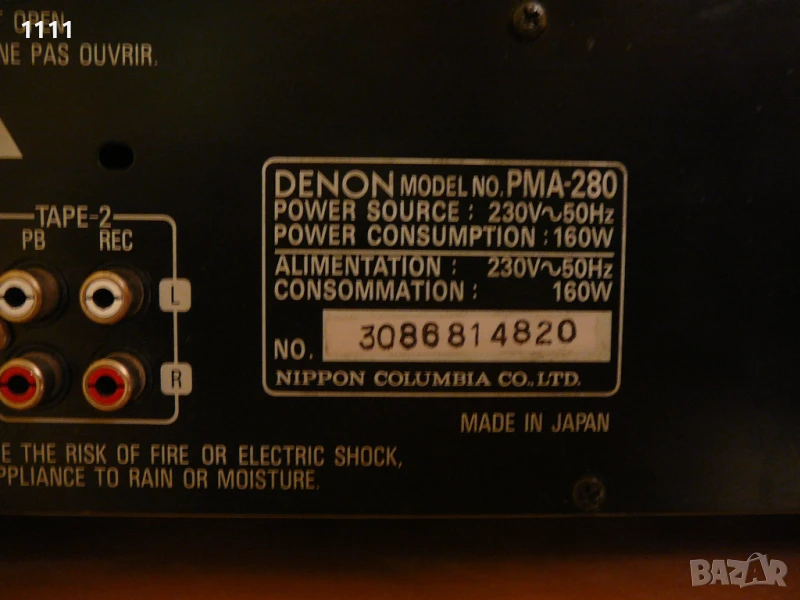 1111
T OPEN
NE PAS OUVRIR.
TAPE-2
PB REC
L
R
DENON MODEL NO. PMA-280
POWER SOURCE : 230V~50Hz
POWER CONSUMPTION : 160W
ALIMENTATION : 230V~50Hz
CONSOMMATION : 160W
NO. 3086814820
NIPPON COLUMBIA CO., LTD.
MADE IN JAPAN
E THE RISK OF FIRE OR ELECTRIC SHOCK,
PPLIANCE TO RAIN OR MOISTURE.
BAZAR